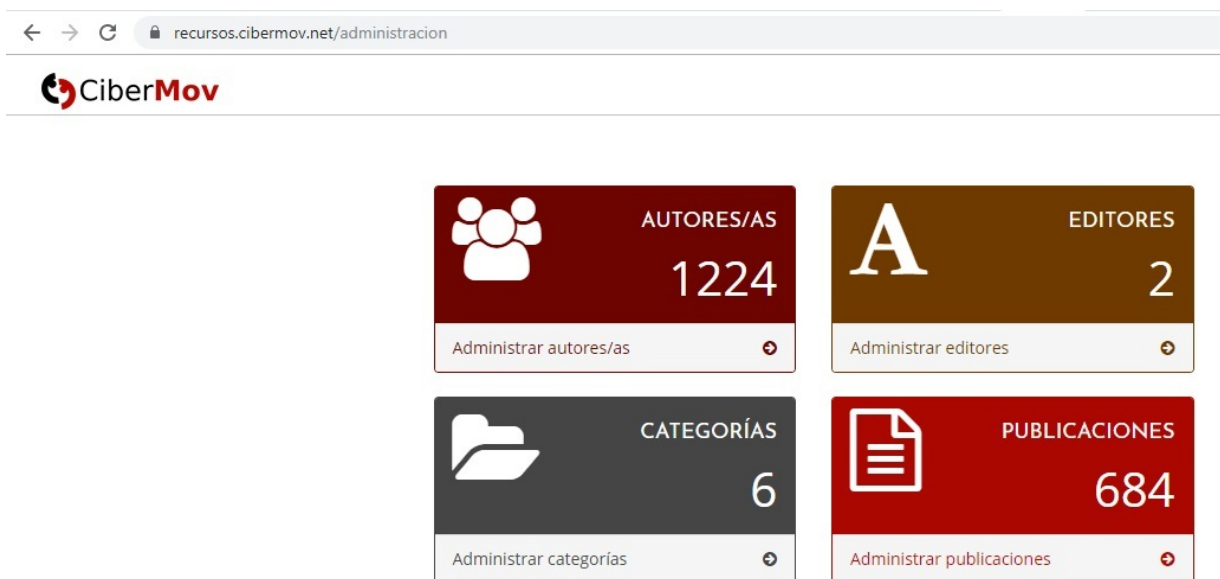 recursos.cibermov.net/administracion
CiberMov
AUTORES/AS
1224
Administrar autores/as
A
EDITORES
2
Administrar editores
CATEGORÍAS
6
Administrar categorías
PUBLICACIONES
684
Administrar publicaciones